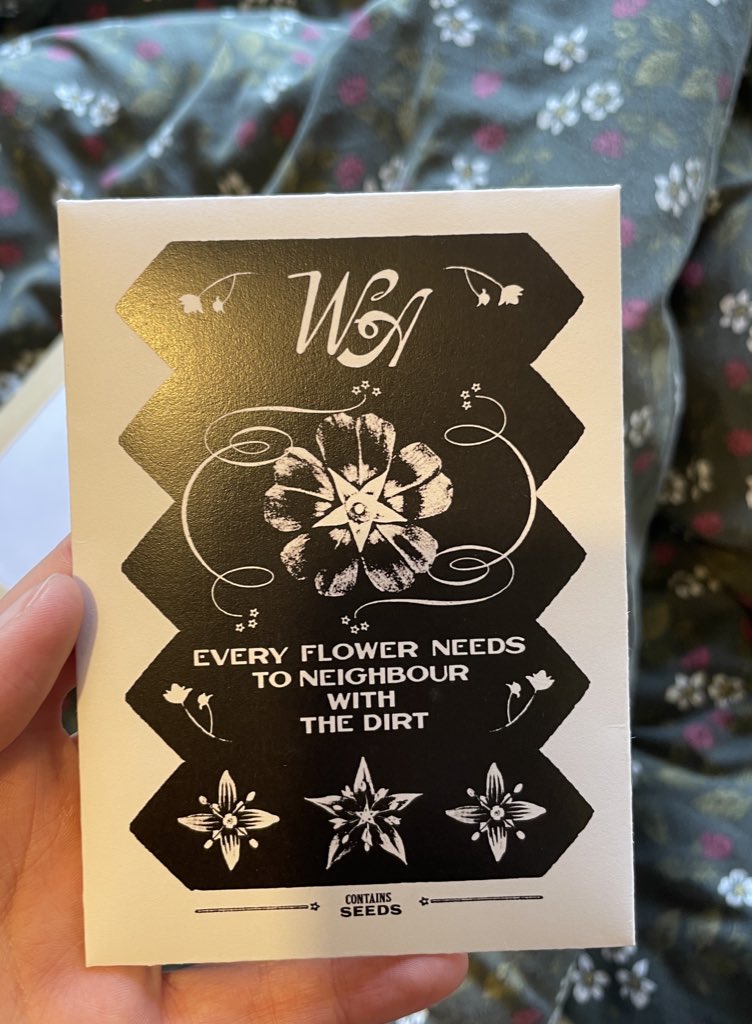 WA
EVERY FLOWER NEEDS
TO NEIGHBOUR
WITH
THE DIRT
CONTAINS
SEEDS